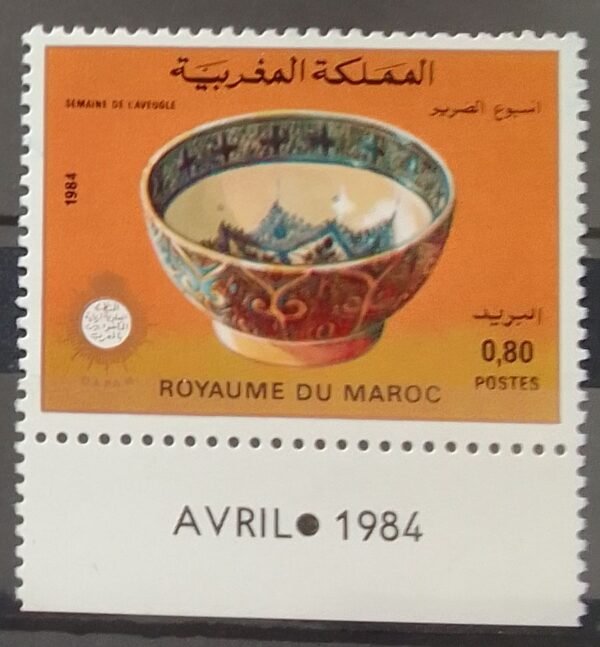 المملكة المغربية
SEMAINE DE L'AVEUGLE
اسبوع الضرير
1984
البريد
0,80
POSTES
ROYAUME DU MAROC
AVRIL● 1984